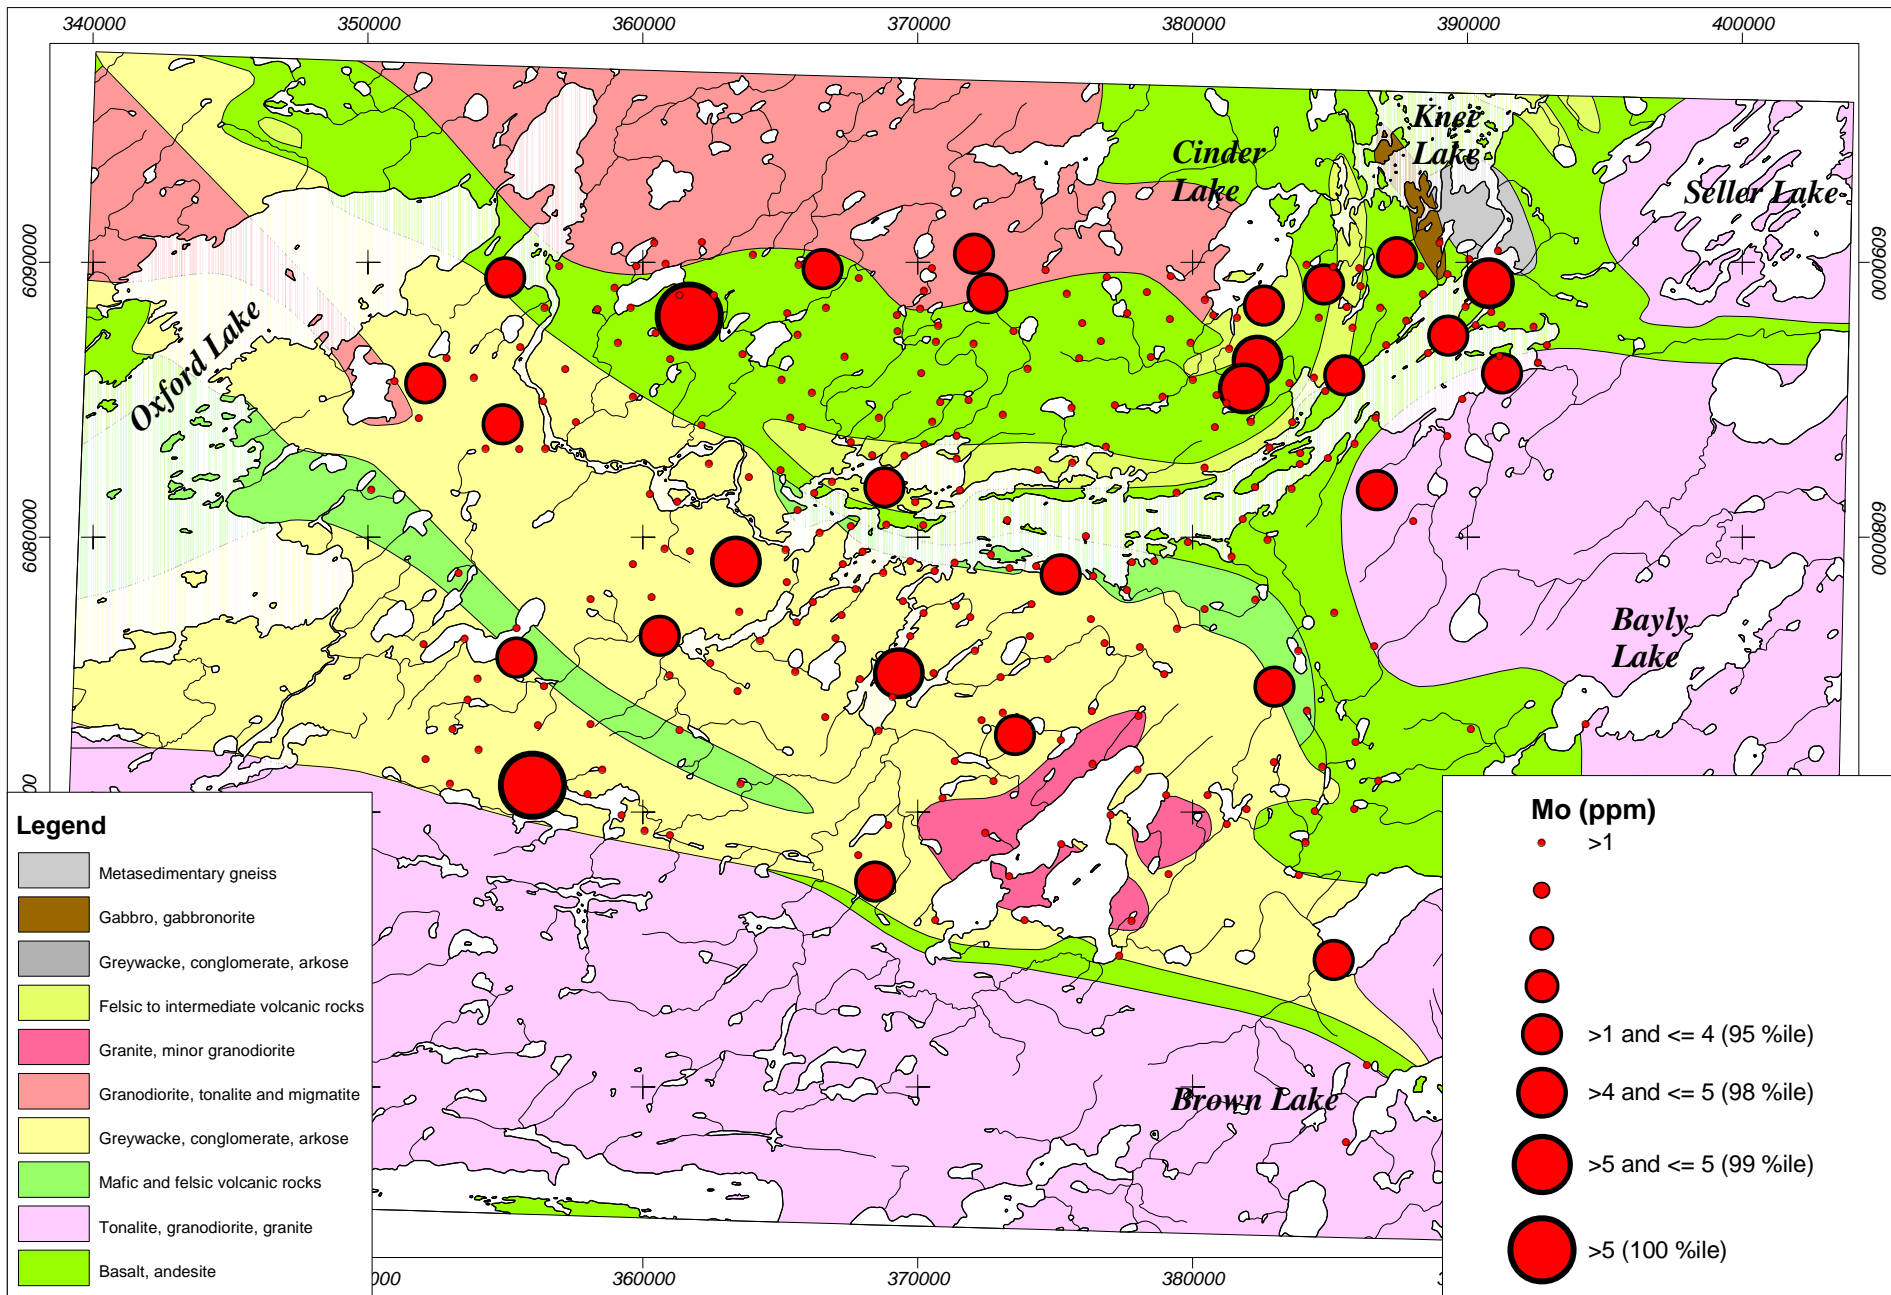 340000 350000 360000 370000 380000 390000 400000
Knee
Lake
Cinder
Lake
Seller Lake
6090000
6090000
Oxford Lake
6080000
6080000
Bayly
Lake
Brown Lake
Legend
Metasedimentary gneiss
Gabbro, gabbronorite
Greywacke, conglomerate, arkose
Felsic to intermediate volcanic rocks
Granite, minor granodiorite
Granodiorite, tonalite and migmatite
Greywacke, conglomerate, arkose
Mafic and felsic volcanic rocks
Tonalite, granodiorite, granite
Basalt, andesite
Mo (ppm)
>1
>1 and <= 4 (95 %ile)
>4 and <= 5 (98 %ile)
>5 and <= 5 (99 %ile)
>5 (100 %ile)
360000 370000 380000